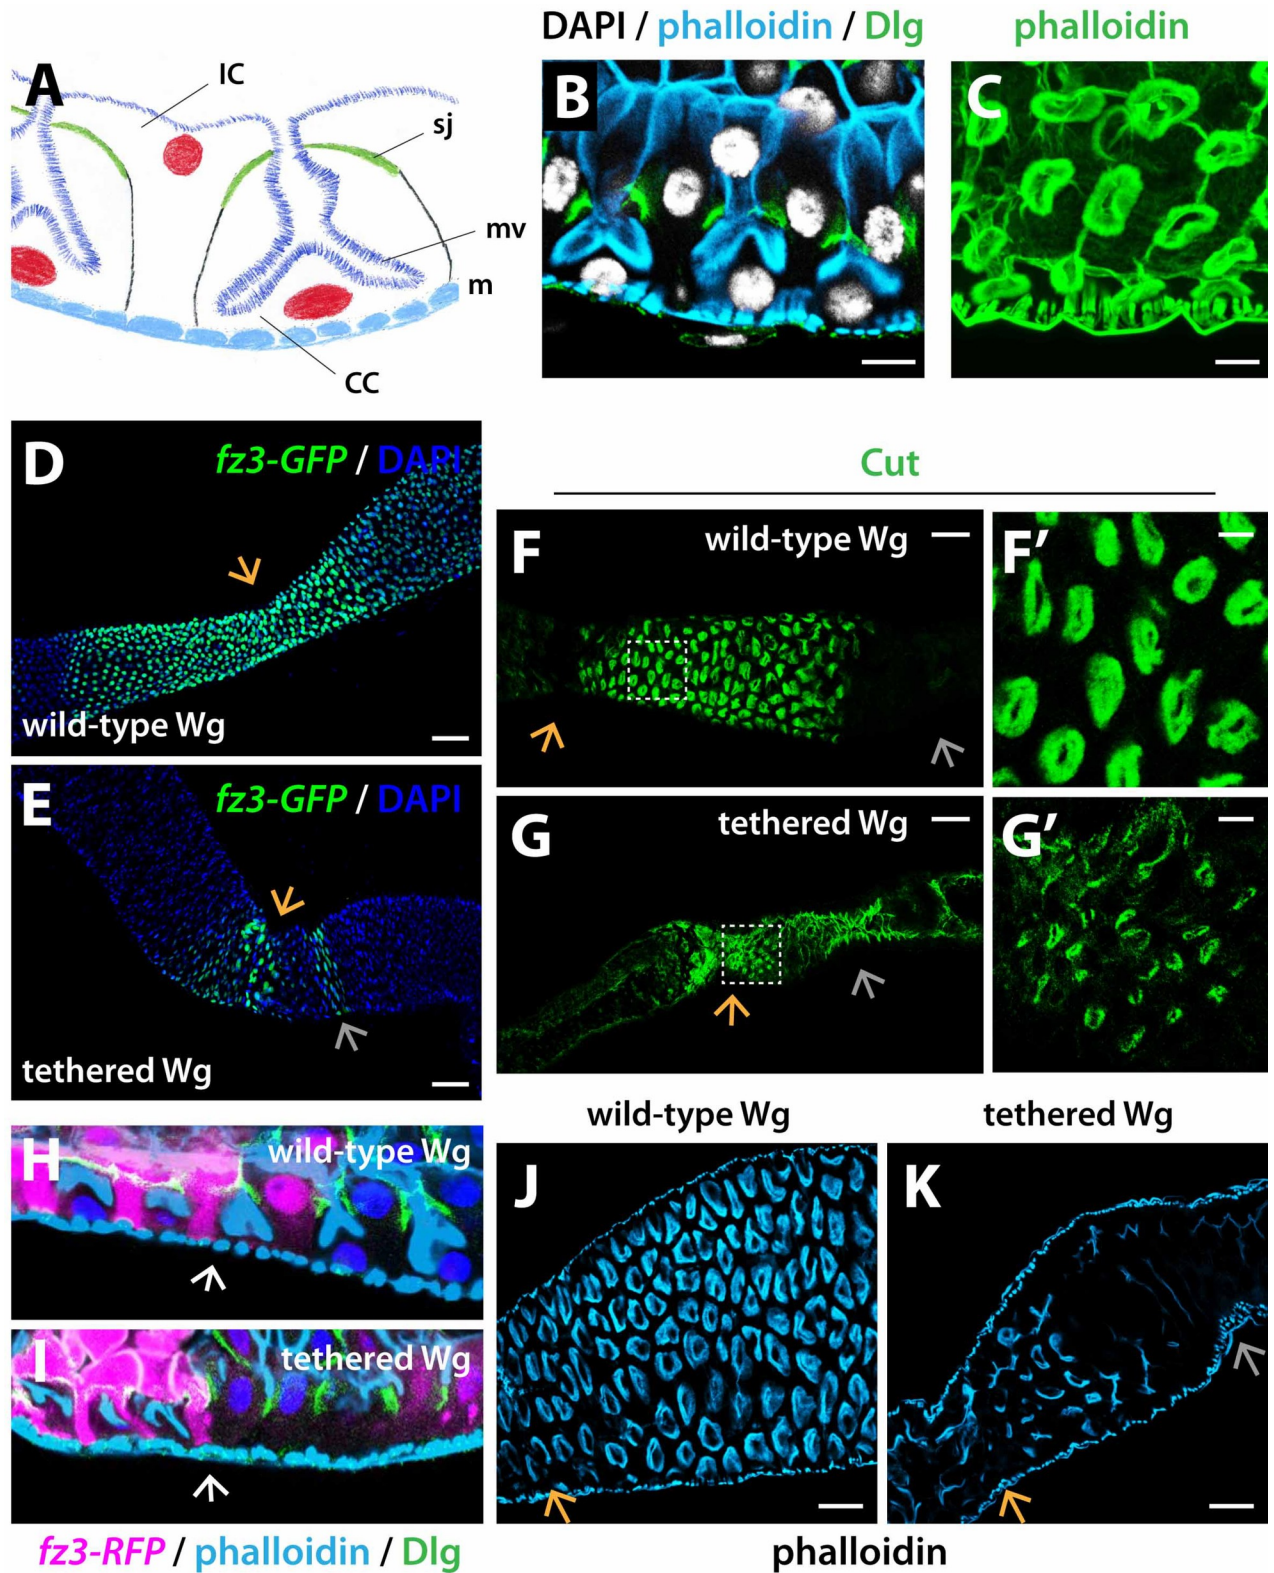 DAPI / phalloidin / Dlg
phalloidin
A
IC
sj
mv
m
CC
B
C
D
fz3-GFP / DAPI
wild-type Wg
Cut
F
wild-type Wg
F′
E
fz3-GFP / DAPI
tethered Wg
G
tethered Wg
G′
wild-type Wg
tethered Wg
H
wild-type Wg
I
tethered Wg
J
K
fz3-RFP / phalloidin / Dlg
phalloidin